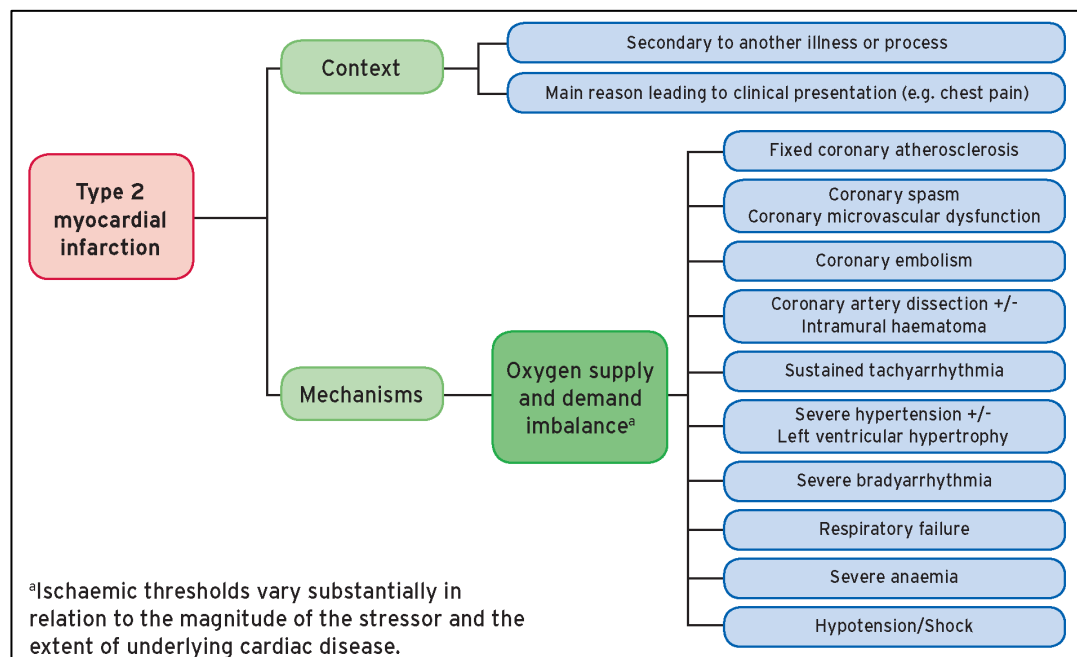 Type 2
myocardial
infarction
Context
Secondary to another illness or process
Main reason leading to clinical presentation (e.g. chest pain)
Mechanisms
Oxygen supply
and demand
imbalanceᵃ
Fixed coronary atherosclerosis
Coronary spasm
Coronary microvascular dysfunction
Coronary embolism
Coronary artery dissection +/-
Intramural haematoma
Sustained tachyarrhythmia
Severe hypertension +/-
Left ventricular hypertrophy
Severe bradyarrhythmia
Respiratory failure
Severe anaemia
Hypotension/Shock
ᵃIschaemic thresholds vary substantially in
relation to the magnitude of the stressor and the
extent of underlying cardiac disease.